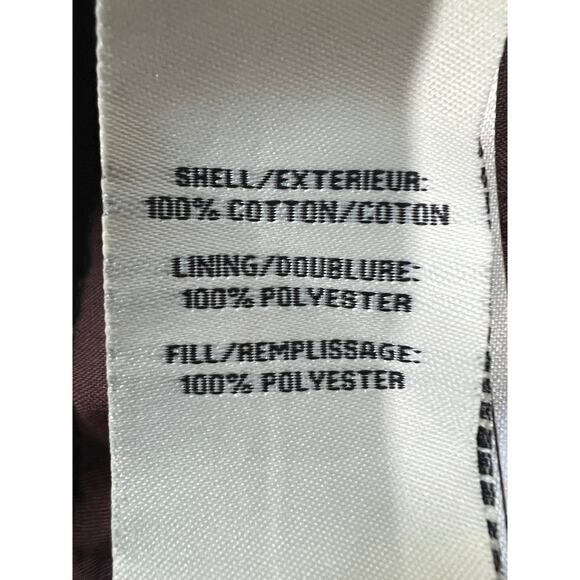 SHELL/EXTERIEUR:
100% COTTON/COTON
LINING/DOUBLURE:
100% POLYESTER
FILL/REMPLISSAGE:
100% POLYESTER